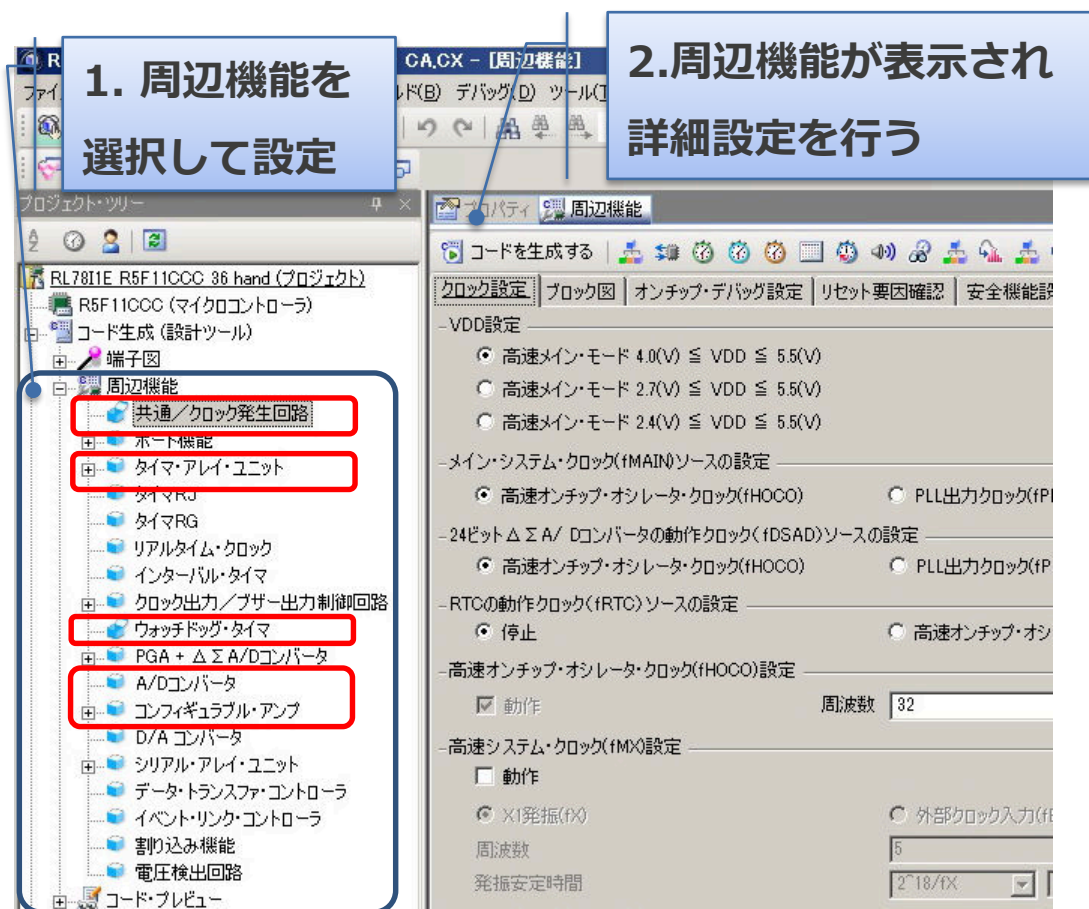 1. 周辺機能を
選択して設定
2.周辺機能が表示され
詳細設定を行う
CA,CX - [周辺機能]
ルド(B) デバッグ(D) ツール(T
プロジェクト・ツリー
プロパティ 周辺機能
コードを生成する
RL78I1E R5F11CCC 36 hand (プロジェクト)
R5F11CCC (マイクロコントローラ)
コード生成 (設計ツール)
端子図
周辺機能
共通/クロック発生回路
ポート機能
タイマ・アレイ・ユニット
タイマRJ
タイマRG
リアルタイム・クロック
インターバル・タイマ
クロック出力/ブザー出力制御回路
ウォッチドッグ・タイマ
PGA + ΔΣA/Dコンバータ
A/Dコンバータ
コンフィギュラブル・アンプ
D/A コンバータ
シリアル・アレイ・ユニット
データ・トランスファ・コントローラ
イベント・リンク・コントローラ
割り込み機能
電圧検出回路
コード・プレビュー
クロック設定 ブロック図 オンチップ・デバッグ設定 リセット要因確認 安全機能設
VDD設定
高速メイン・モード 4.0(V) ≦ VDD ≦ 5.5(V)
高速メイン・モード 2.7(V) ≦ VDD ≦ 5.5(V)
高速メイン・モード 2.4(V) ≦ VDD ≦ 5.5(V)
メイン・システム・クロック(fMAIN)ソースの設定
高速オンチップ・オシレータ・クロック(fHOCO) PLL出力クロック(fPl
24ビットΔΣA/ Dコンバータの動作クロック( fDSAD)ソースの設定
高速オンチップ・オシレータ・クロック(fHOCO) PLL出力クロック(fP
RTCの動作クロック(fRTC)ソースの設定
停止 高速オンチップ・オシ
高速オンチップ・オシレータ・クロック(fHOCO)設定
動作 周波数 32
高速システム・クロック(fMX)設定
動作
X1発振(fX) 外部クロック入力(fE
周波数 5
発振安定時間 2^18/fX